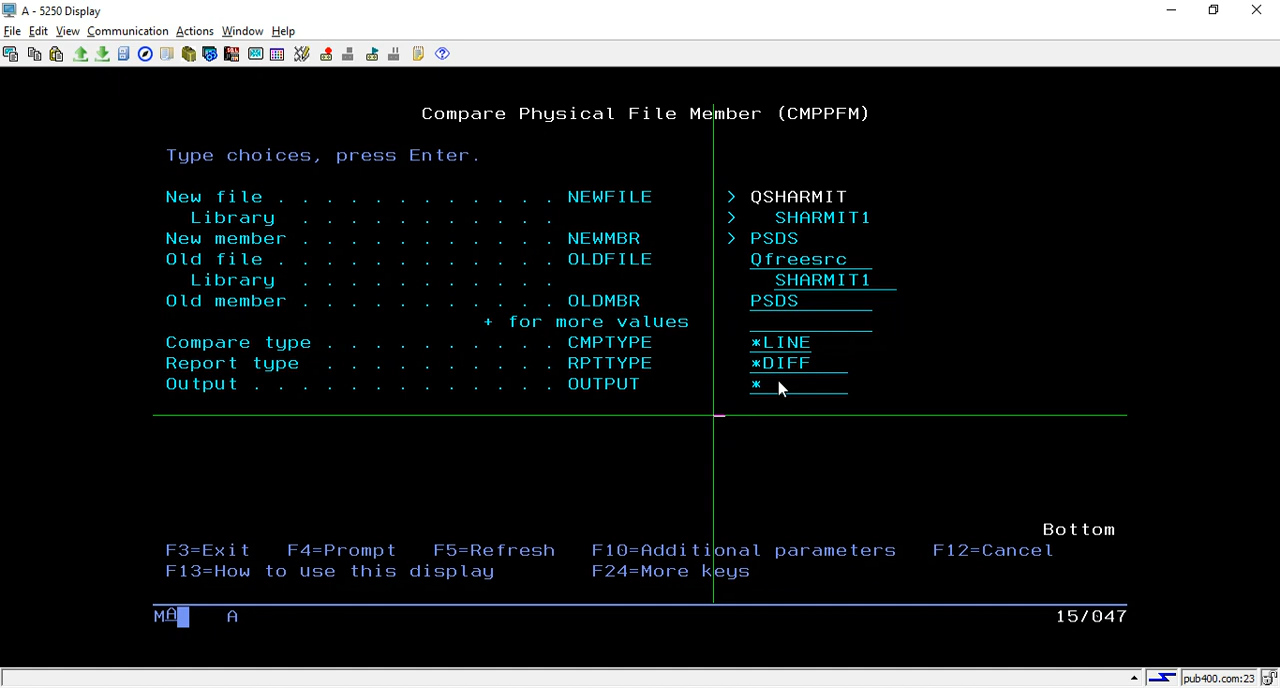 A - 5250 Display
File Edit View Communication Actions Window Help
Compare Physical File Member (CMPPFM)
Type choices, press Enter.
New file . . . . . . . . . . . . NEWFILE > QSHARMIT
Library . . . . . . . . . . . > SHARMIT1
New member . . . . . . . . . . . NEWMBR > PSDS
Old file . . . . . . . . . . . . OLDFILE Qfreesrc
Library . . . . . . . . . . . SHARMIT1
Old member . . . . . . . . . . . OLDMBR PSDS
+ for more values
Compare type . . . . . . . . . . CMPTYPE *LINE
Report type . . . . . . . . . . RPTTYPE *DIFF
Output . . . . . . . . . . . . . OUTPUT *
Bottom
F3=Exit F4=Prompt F5=Refresh F10=Additional parameters F12=Cancel
F13=How to use this display F24=More keys
MA A 15/047
pub400.com:23